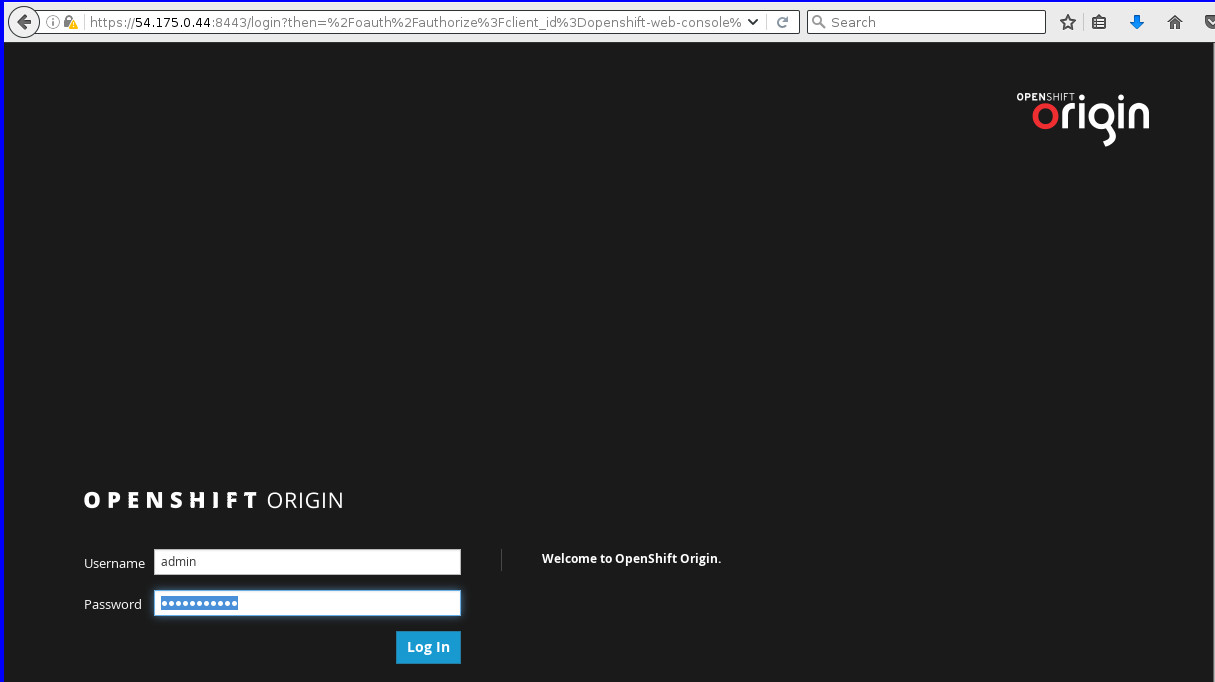 https://54.175.0.44:8443/login?then=%2Foauth%2Fauthorize%3Fclient_id%3Dopenshift-web-console%
Search
OPENSHIFT
origin
OPENSHIFT ORIGIN
Username admin
Welcome to OpenShift Origin.
Password •••••••••••
Log In